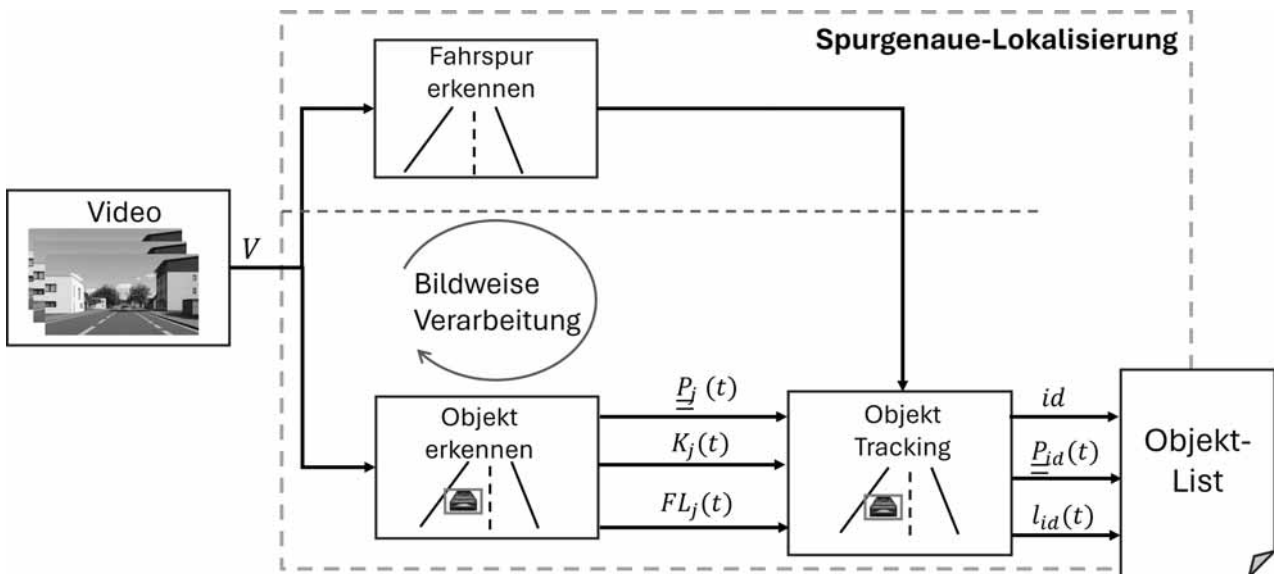 Spurgenaue-Lokalisierung
Fahrspur
erkennen
Video
V
Bildweise
Verarbeitung
Objekt
erkennen
P_j (t)
K_j(t)
FL_j(t)
Objekt
Tracking
id
P_id(t)
l_id(t)
Objekt-
List